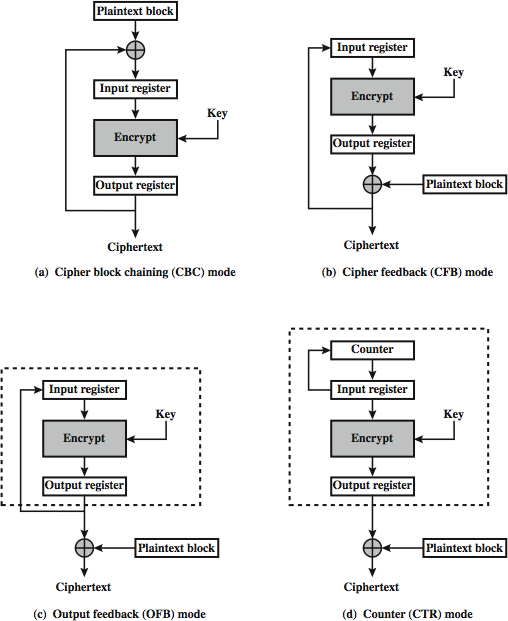 Plaintext block
Input register
Key
Encrypt
Output register
Ciphertext
(a) Cipher block chaining (CBC) mode
Input register
Key
Encrypt
Output register
Plaintext block
Ciphertext
(b) Cipher feedback (CFB) mode
Input register
Key
Encrypt
Output register
Plaintext block
Ciphertext
(c) Output feedback (OFB) mode
Counter
Input register
Key
Encrypt
Output register
Plaintext block
Ciphertext
(d) Counter (CTR) mode